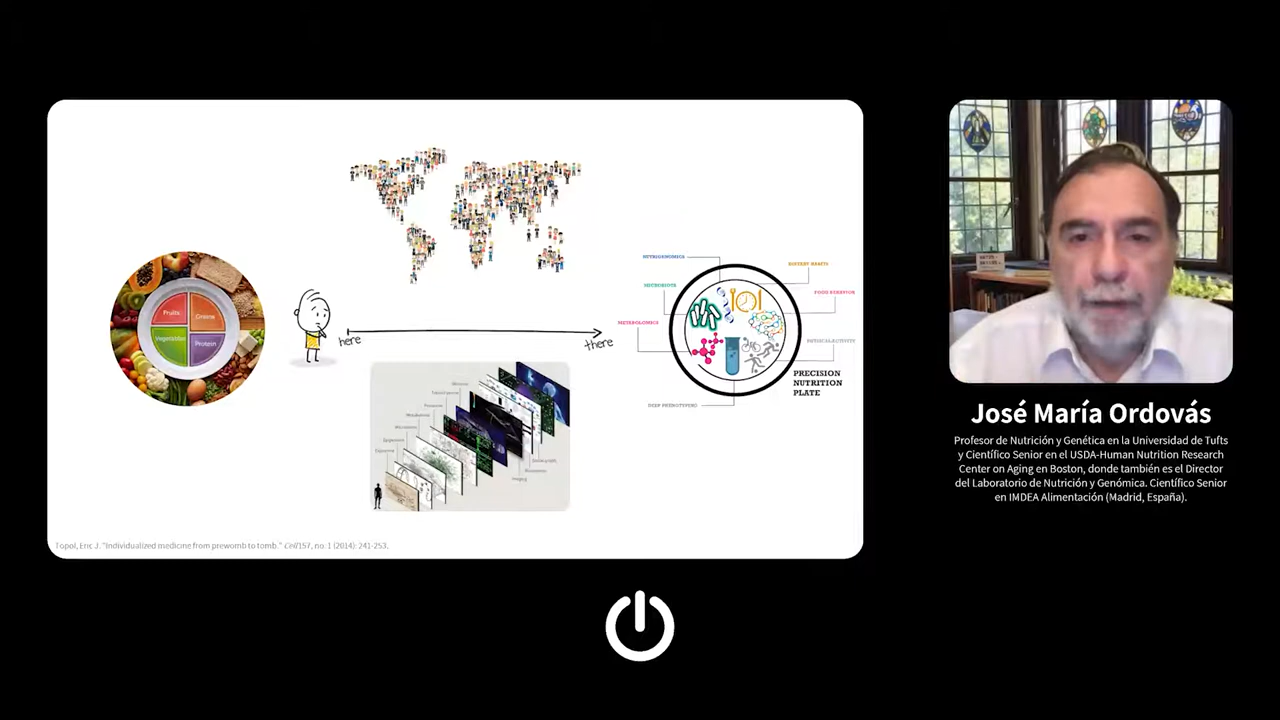 Fruits
Grains
Vegetables
Protein
here
there
NUTRIGENOMICS
MICROBIOTE
METABOLOMICS
DIETARY HABITS
FOOD BEHAVIOR
PHYSICAL ACTIVITY
DEEP PHENOTYPING
PRECISION
NUTRITION
PLATE
Topol, Eric J. "Individualized medicine from prewomb to tomb." Cell 157, no. 1 (2014): 241-253.
José María Ordovás
Profesor de Nutrición y Genética en la Universidad de Tufts
y Científico Senior en el USDA-Human Nutrition Research
Center on Aging en Boston, donde también es el Director
del Laboratorio de Nutrición y Genómica. Científico Senior
en IMDEA Alimentación (Madrid, España).